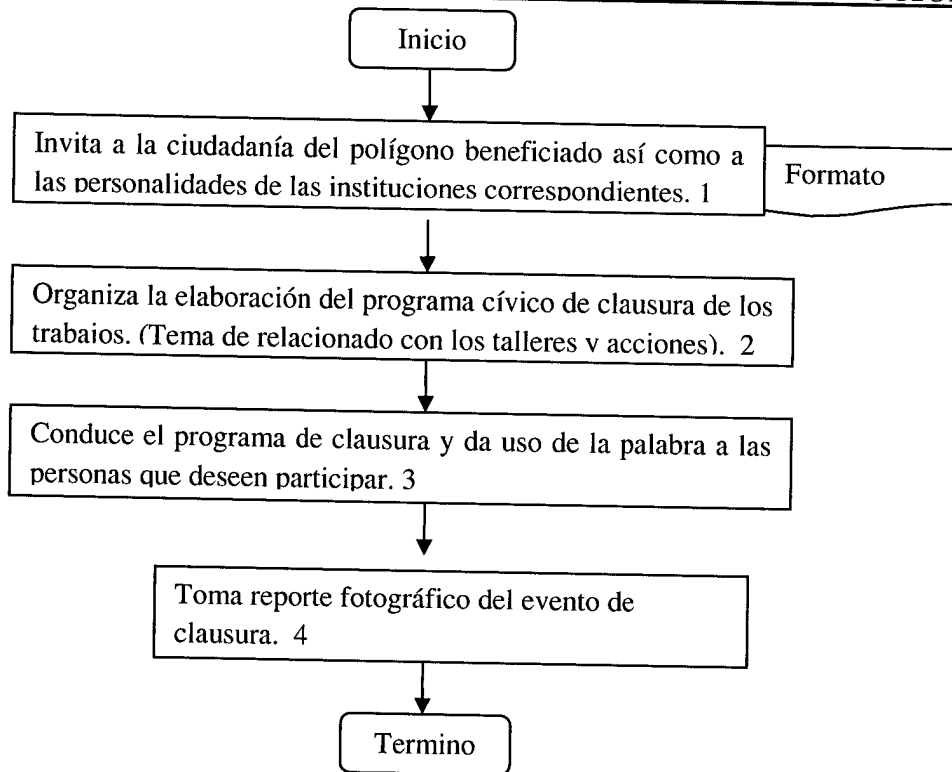 Inicio
Invita a la ciudadanía del polígono beneficiado así como a
las personalidades de las instituciones correspondientes. 1
Formato
Organiza la elaboración del programa cívico de clausura de los
trabajos. (Tema de relacionado con los talleres y acciones). 2
Conduce el programa de clausura y da uso de la palabra a las
personas que deseen participar. 3
Toma reporte fotográfico del evento de
clausura. 4
Termino